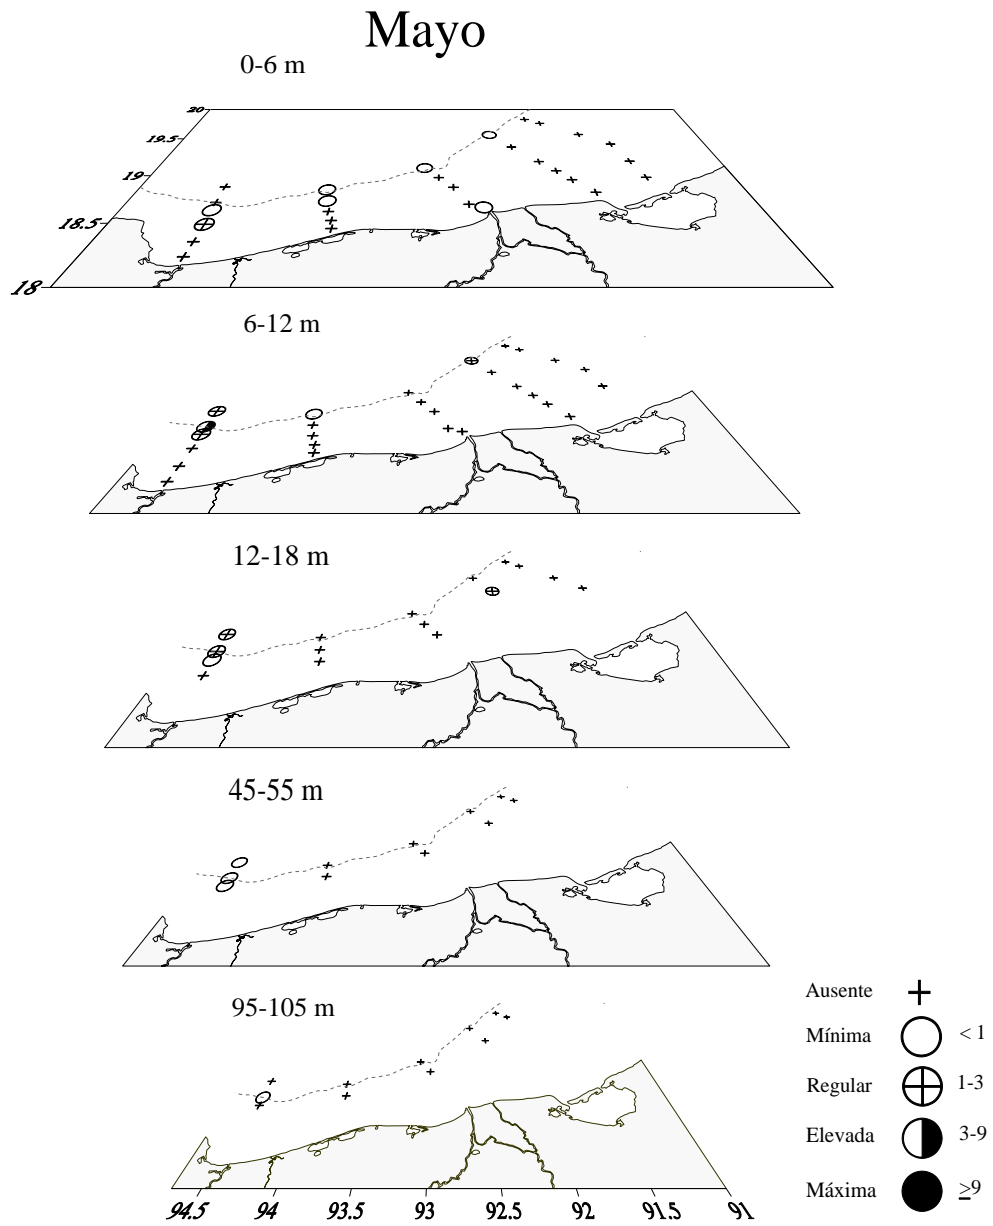 Mayo
0-6 m
20
19.5
19
18.5
18
6-12 m
12-18 m
45-55 m
95-105 m
94.5 94 93.5 93 92.5 92 91.5 91
Ausente
Mínima < 1
Regular 1-3
Elevada 3-9
Máxima ≥9